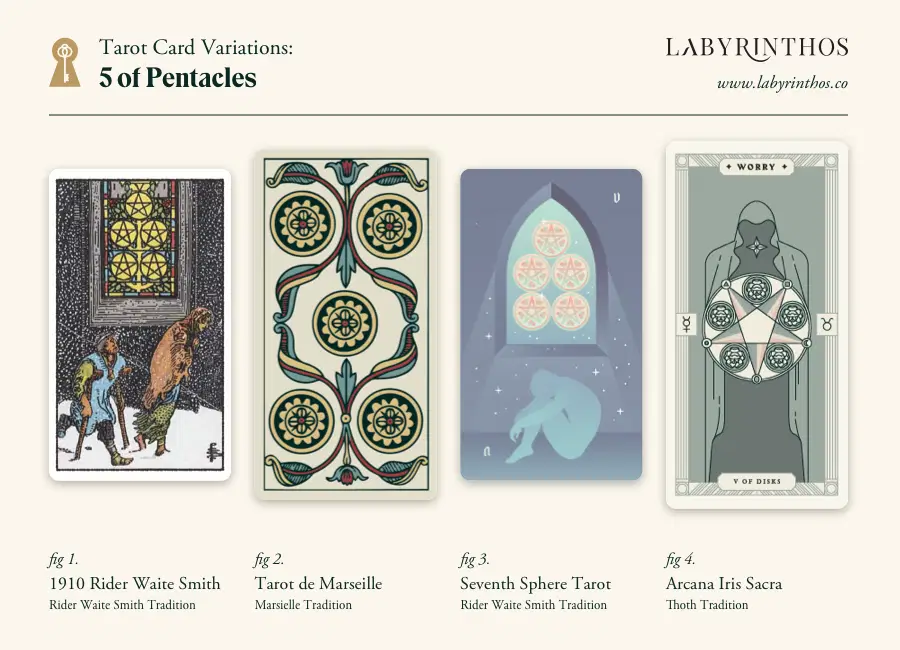 Tarot Card Variations:
5 of Pentacles
LABYRINTHOS
www.labyrinthos.co
V
V
WORRY
☿
♉
V OF DISKS
fig 1.
1910 Rider Waite Smith
Rider Waite Smith Tradition
fig 2.
Tarot de Marseille
Marsielle Tradition
fig 3.
Seventh Sphere Tarot
Rider Waite Smith Tradition
fig 4.
Arcana Iris Sacra
Thoth Tradition